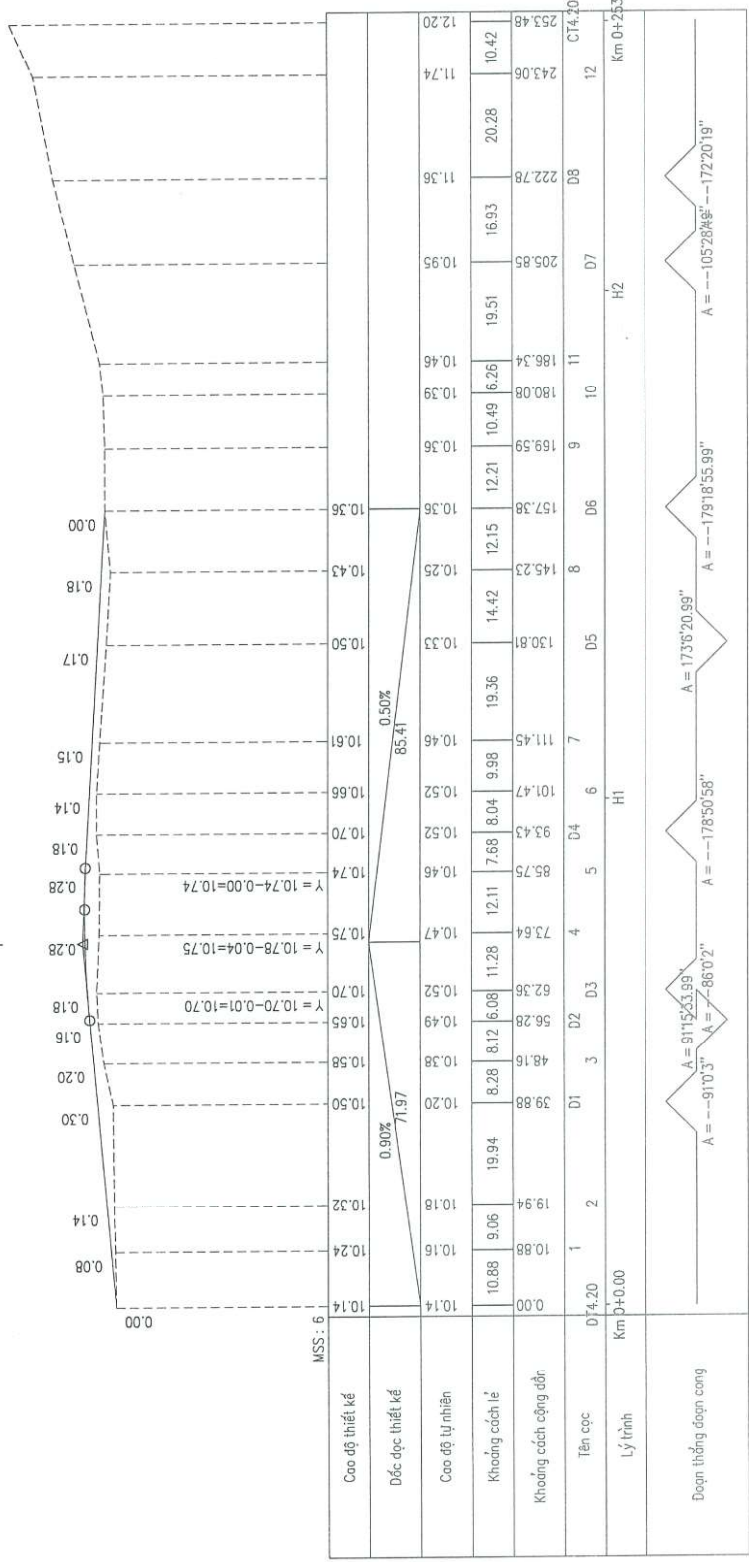 0.00 0.08 0.14 0.30 0.20 0.16 0.18 0.28 0.28 0.18 0.14 0.15 0.17 0.18 0.00
Y = 10.70-0.01=10.70
Y = 10.78-0.04=10.75
Y = 10.74-0.00=10.74
MSS : 6
Cao độ thiết kế 10.14 10.24 10.32 10.50 10.58 10.65 10.70 10.75 10.74 10.70 10.66 10.61 10.50 10.43 10.36
Dốc dọc thiết kế 0.90% 71.97 0.50% 85.41
Cao độ tự nhiên 10.14 10.16 10.18 10.20 10.38 10.49 10.52 10.47 10.46 10.52 10.52 10.46 10.33 10.25 10.36 10.36 10.39 10.46 10.95 11.36 11.74 12.20
Khoảng cách lẻ 10.88 9.06 19.94 8.28 8.12 6.08 11.28 12.11 7.68 8.04 9.98 19.36 14.42 12.15 12.21 10.49 6.26 19.51 16.93 20.28 10.42
Khoảng cách cộng dồn 0.00 10.88 19.94 39.88 48.16 56.28 62.36 73.64 85.75 93.43 101.47 111.45 130.81 145.23 157.38 169.59 180.08 186.34 205.85 222.78 243.06 253.48
Tên cọc DT4.20 1 2 D1 3 D2 D3 4 5 D4 6 7 D5 8 D6 9 10 11 D7 D8 12 CT4.20
Lý trình Km 0+0.00 H1 H2 Km 0+253
Đoạn thẳng đoạn cong A = ---91°0'3" A = 91°15'33.99" A = ---86°0'2" A = ---178°50'58" A = 173°6'20.99" A = ---179°18'55.99" A = ---105°28'49" A = ---172°20'19"